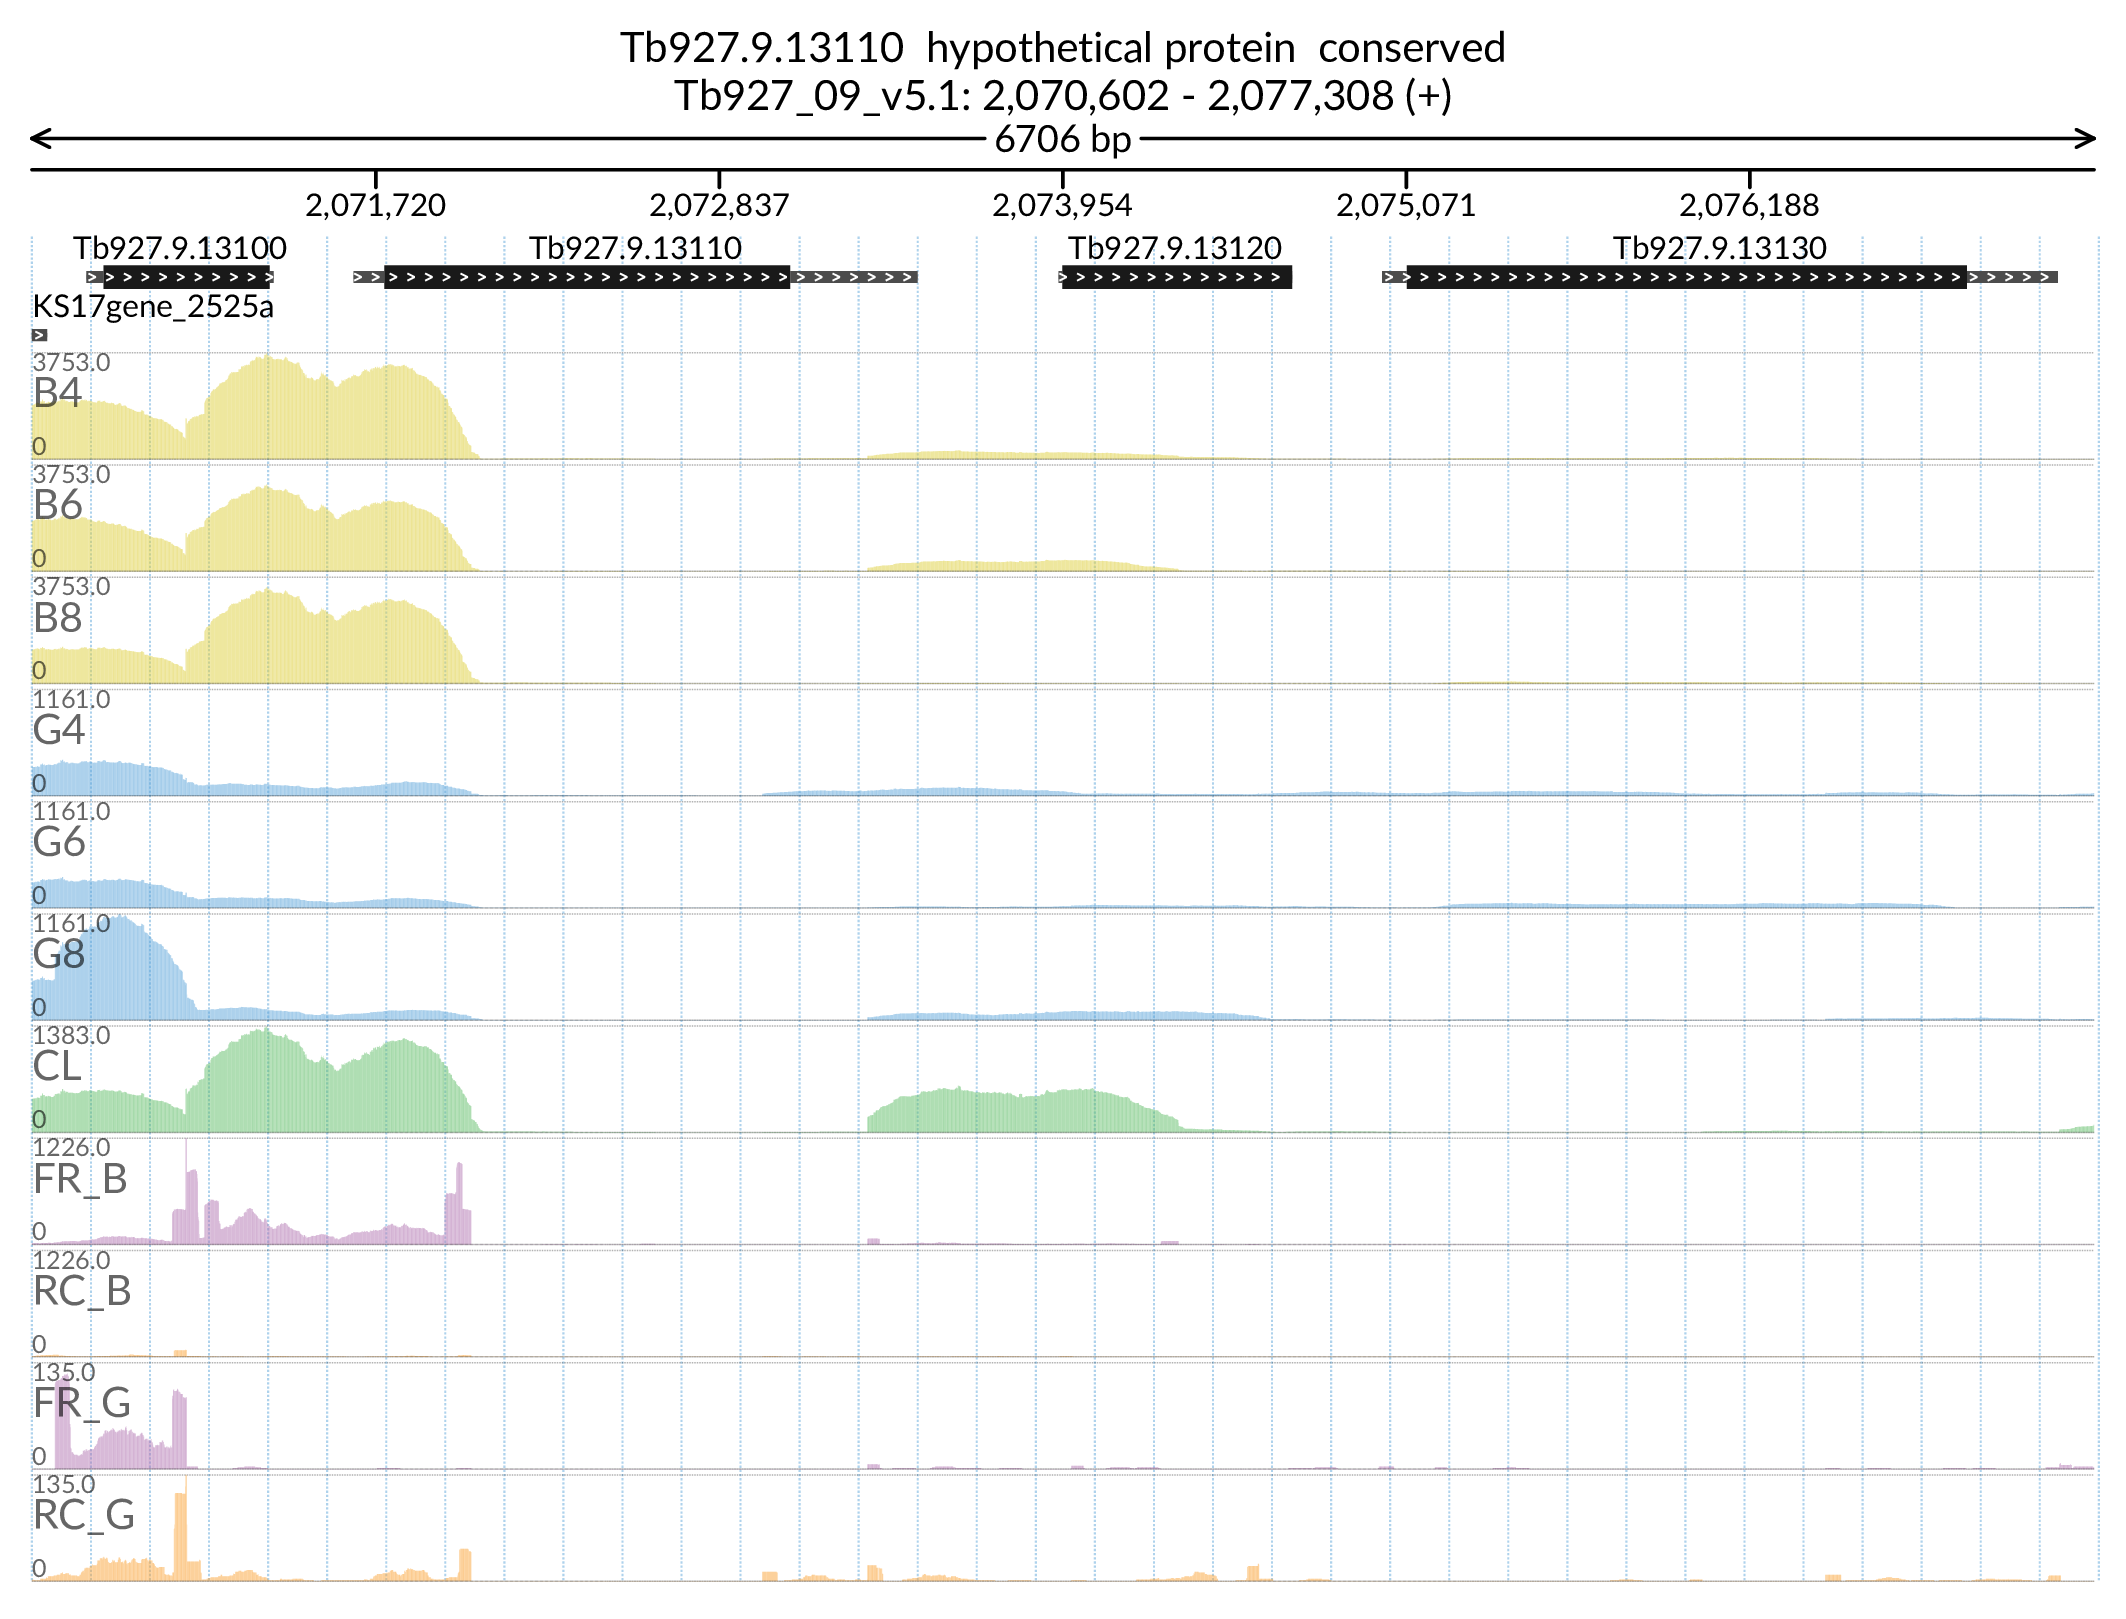 Tb927.9.13110  hypothetical protein  conserved
Tb927_09_v5.1: 2,070,602 - 2,077,308 (+)
6706 bp
2,071,720 2,072,837 2,073,954 2,075,071 2,076,188
Tb927.9.13100 Tb927.9.13110 Tb927.9.13120 Tb927.9.13130
KS17gene_2525a
3753.0
B4
0
3753.0
B6
0
3753.0
B8
0
1161.0
G4
0
1161.0
G6
0
1161.0
G8
0
1383.0
CL
0
1226.0
FR_B
0
1226.0
RC_B
0
135.0
FR_G
0
135.0
RC_G
0